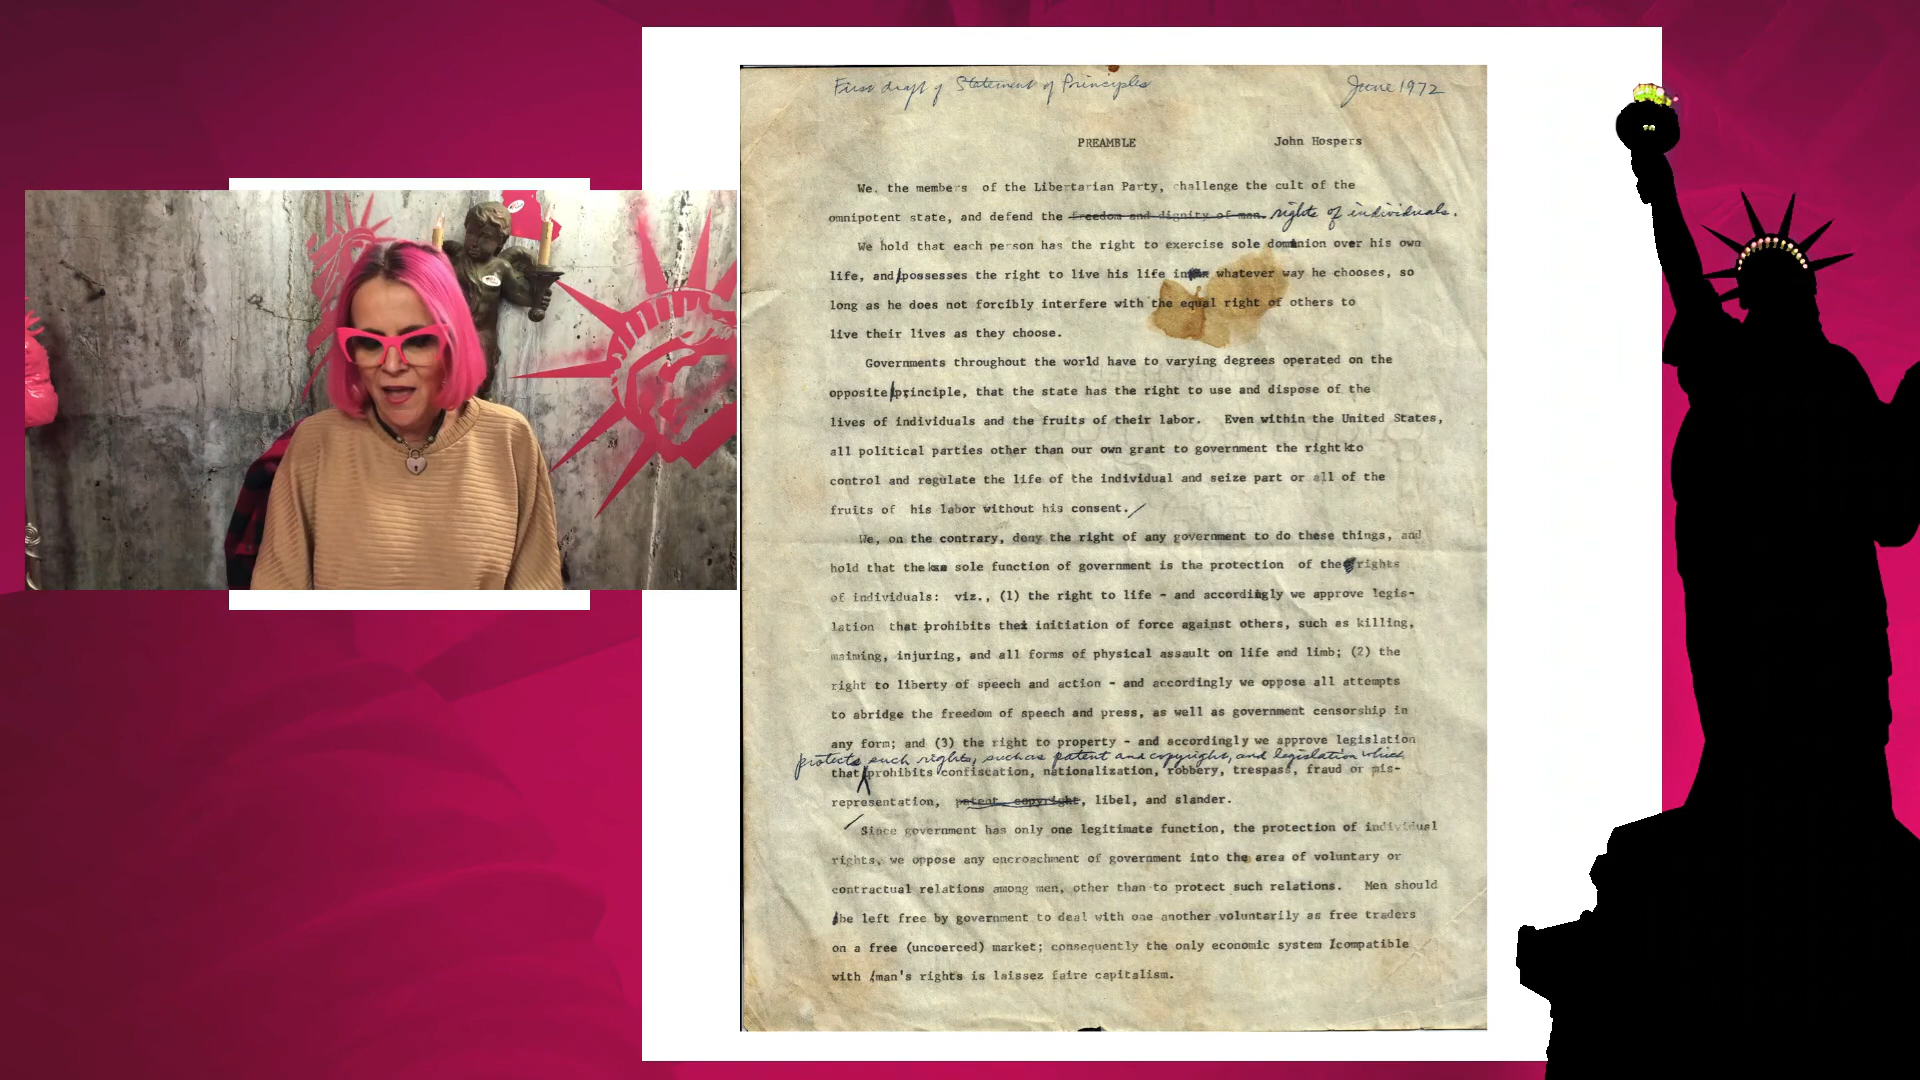 First draft of Statement of Principles June 1972
PREAMBLE John Hospers
We, the members of the Libertarian Party, challenge the cult of the
omnipotent state, and defend the freedom and dignity of man. rights of individuals.
We hold that each person has the right to exercise sole dominion over his own
life, and possesses the right to live his life in whatever way he chooses, so
long as he does not forcibly interfere with the equal right of others to
live their lives as they choose.
Governments throughout the world have to varying degrees operated on the
opposite principle, that the state has the right to use and dispose of the
lives of individuals and the fruits of their labor. Even within the United States,
all political parties other than our own grant to government the right to
control and regulate the life of the individual and seize part or all of the
fruits of his labor without his consent.
We, on the contrary, deny the right of any government to do these things, and
hold that the sole function of government is the protection of the rights
of individuals: viz., (1) the right to life - and accordingly we approve legis-
lation that prohibits the initiation of force against others, such as killing,
maiming, injuring, and all forms of physical assault on life and limb; (2) the
right to liberty of speech and action - and accordingly we oppose all attempts
to abridge the freedom of speech and press, as well as government censorship in
any form; and (3) the right to property - and accordingly we approve legislation
protects such rights, such as patent and copyright, and legislation which
that prohibits confiscation, nationalization, robbery, trespass, fraud or mis-
representation, patent, copyright, libel, and slander.
Since government has only one legitimate function, the protection of individual
rights, we oppose any encroachment of government into the area of voluntary or
contractual relations among men, other than to protect such relations. Men should
be left free by government to deal with one another voluntarily as free traders
on a free (uncoerced) market; consequently the only economic system compatible
with man's rights is laissez faire capitalism.